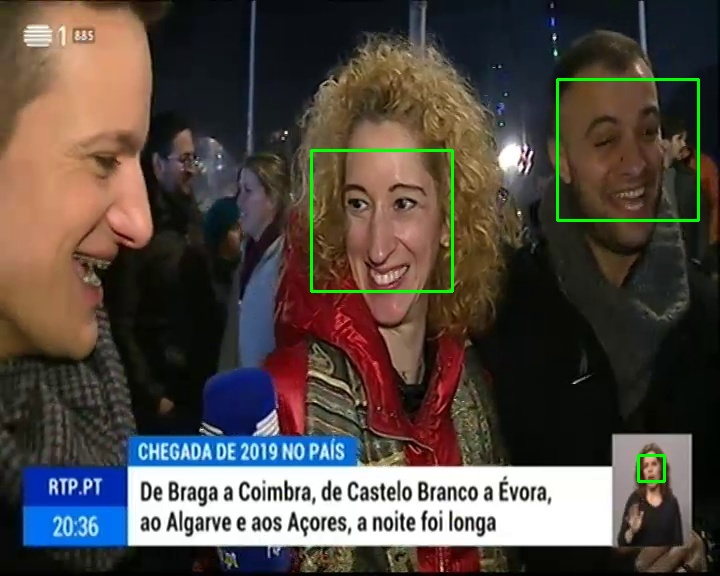 1 885
CHEGADA DE 2019 NO PAÍS
RTP.PT
De Braga a Coimbra, de Castelo Branco a Évora,
20:36
ao Algarve e aos Açores, a noite foi longa